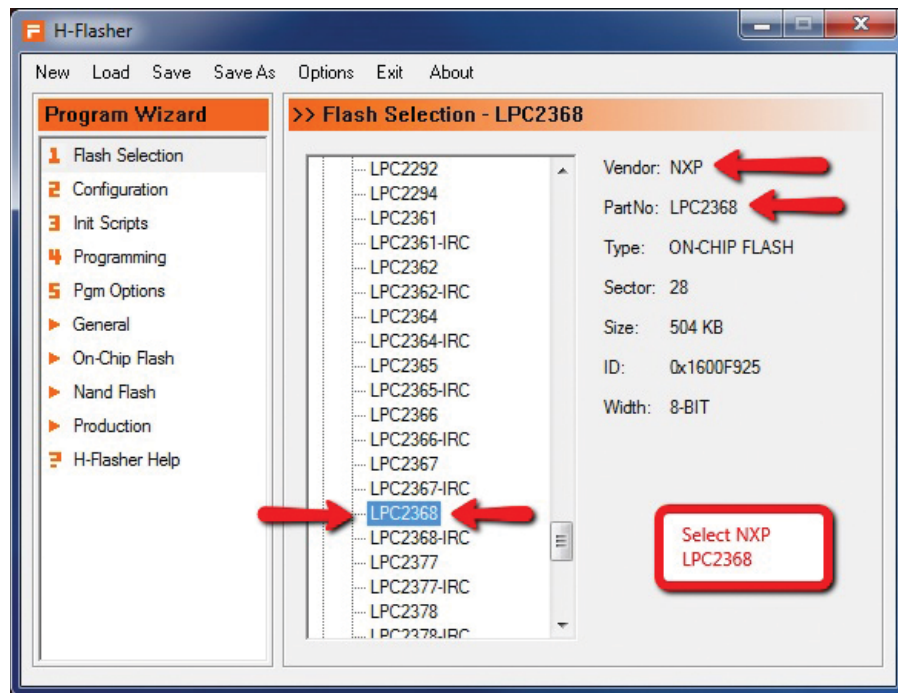 H-Flasher
New Load Save Save As Options Exit About
Program Wizard
1 Flash Selection
2 Configuration
3 Init Scripts
4 Programming
5 Pgm Options
General
On-Chip Flash
Nand Flash
Production
? H-Flasher Help
>> Flash Selection - LPC2368
LPC2292
LPC2294
LPC2361
LPC2361-IRC
LPC2362
LPC2362-IRC
LPC2364
LPC2364-IRC
LPC2365
LPC2365-IRC
LPC2366
LPC2366-IRC
LPC2367
LPC2367-IRC
LPC2368
LPC2368-IRC
LPC2377
LPC2377-IRC
LPC2378
LPC2378-IRC
Vendor: NXP
PartNo: LPC2368
Type: ON-CHIP FLASH
Sector: 28
Size: 504 KB
ID: 0x1600F925
Width: 8-BIT
Select NXP
LPC2368